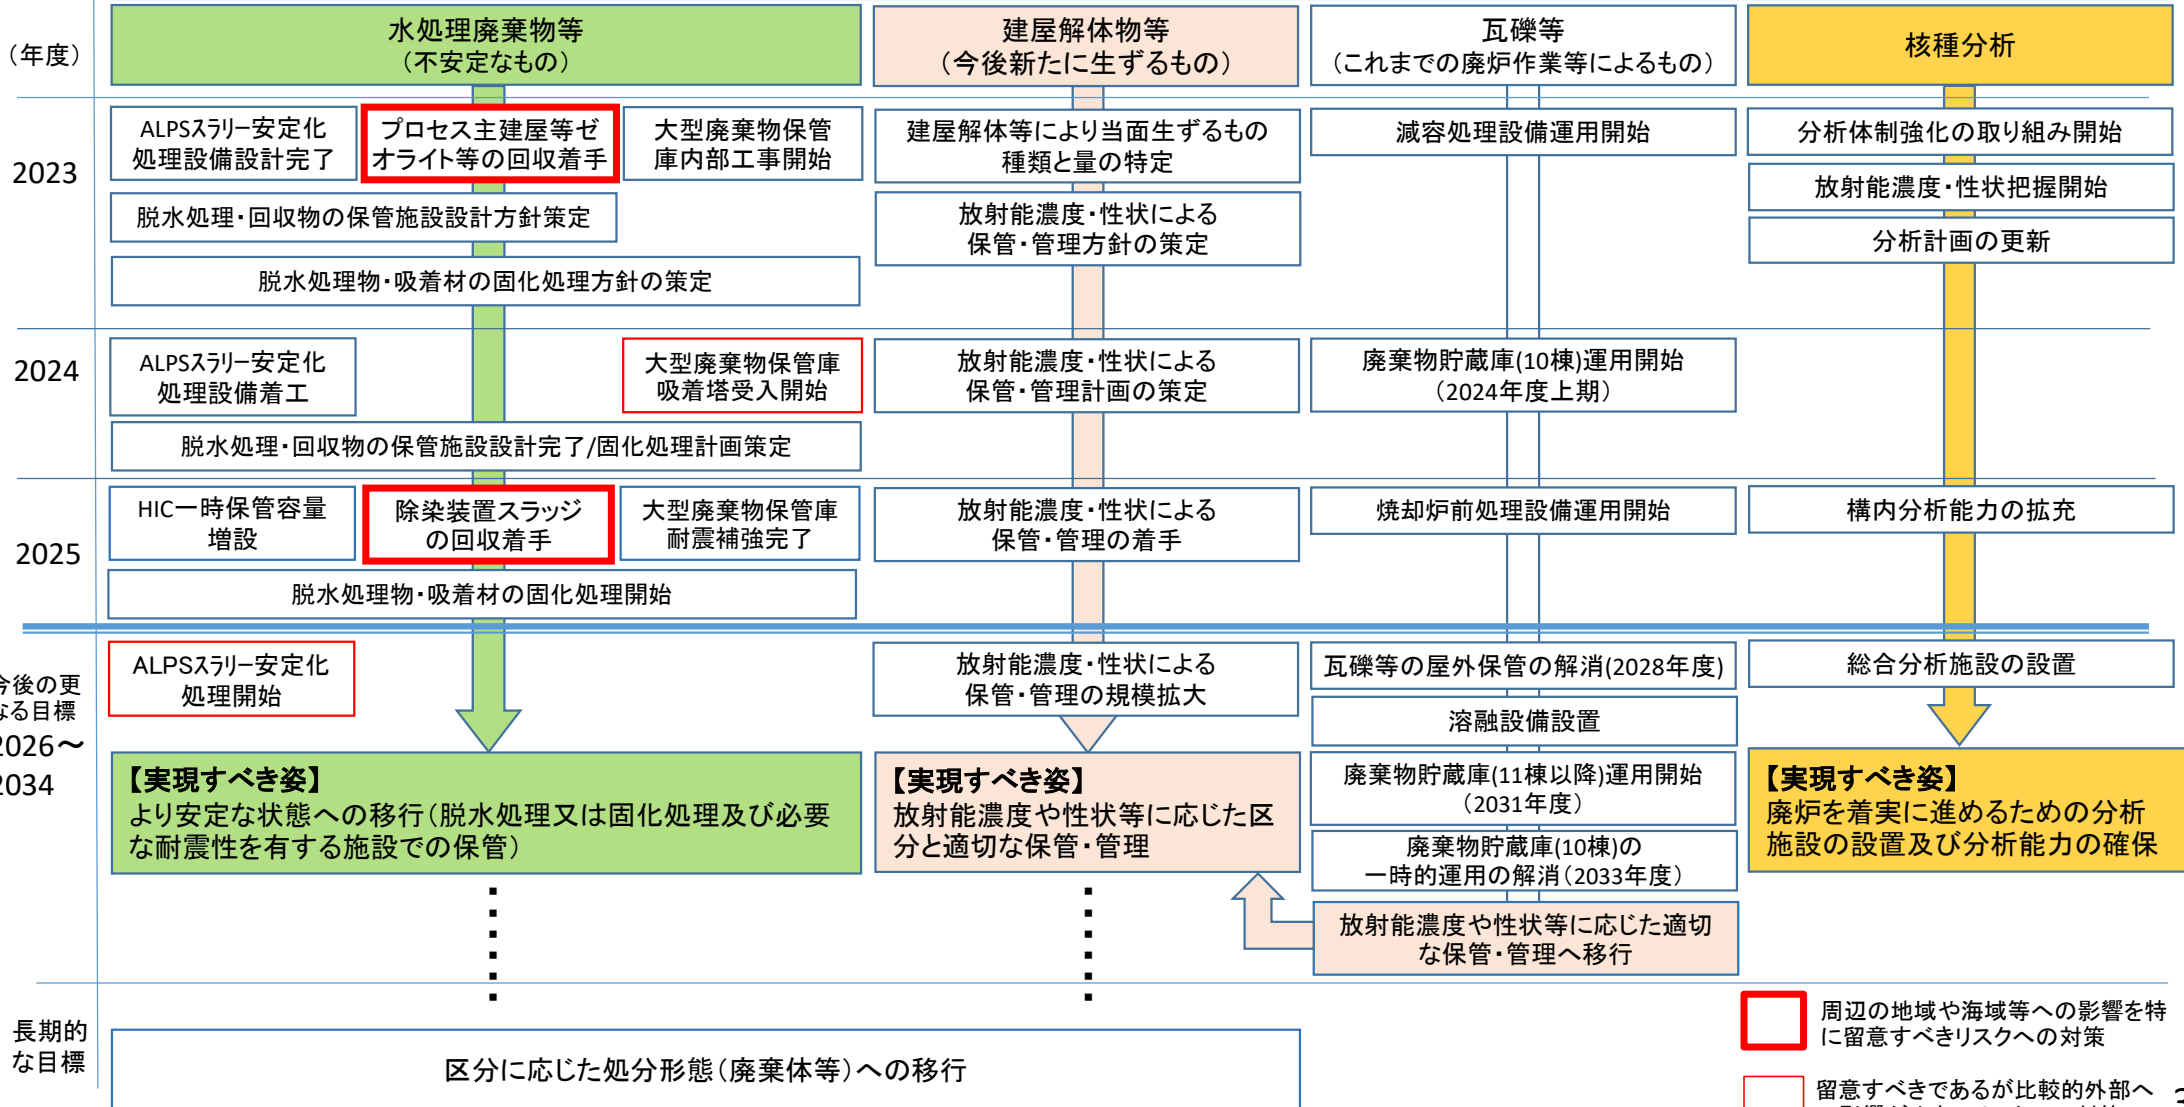 （年度）
水処理廃棄物等
（不安定なもの）
建屋解体物等
（今後新たに生ずるもの）
瓦礫等
（これまでの廃炉作業等によるもの）
核種分析
2023
ALPSスラリー安定化
処理設備設計完了
プロセス主建屋等ゼ
オライト等の回収着手
大型廃棄物保管
庫内部工事開始
脱水処理・回収物の保管施設設計方針策定
脱水処理物・吸着材の固化処理方針の策定
建屋解体等により当面生ずるもの
種類と量の特定
放射能濃度・性状による
保管・管理方針の策定
減容処理設備運用開始
分析体制強化の取り組み開始
放射能濃度・性状把握開始
分析計画の更新
2024
ALPSスラリー安定化
処理設備着工
大型廃棄物保管庫
吸着塔受入開始
脱水処理・回収物の保管施設設計完了/固化処理計画策定
放射能濃度・性状による
保管・管理計画の策定
廃棄物貯蔵庫(10棟)運用開始
（2024年度上期）
2025
HIC一時保管容量
増設
除染装置スラッジ
の回収着手
大型廃棄物保管庫
耐震補強完了
脱水処理物・吸着材の固化処理開始
放射能濃度・性状による
保管・管理の着手
焼却炉前処理設備運用開始
構内分析能力の拡充
今後の更
なる目標
2026～
2034
ALPSスラリー安定化
処理開始
【実現すべき姿】
より安定な状態への移行（脱水処理又は固化処理及び必要
な耐震性を有する施設での保管）
放射能濃度・性状による
保管・管理の規模拡大
【実現すべき姿】
放射能濃度や性状等に応じた区
分と適切な保管・管理
瓦礫等の屋外保管の解消(2028年度)
溶融設備設置
廃棄物貯蔵庫(11棟以降)運用開始
（2031年度）
廃棄物貯蔵庫(10棟)の
一時的運用の解消（2033年度）
放射能濃度や性状等に応じた適切
な保管・管理へ移行
総合分析施設の設置
【実現すべき姿】
廃炉を着実に進めるための分析
施設の設置及び分析能力の確保
長期的
な目標
区分に応じた処分形態（廃棄体等）への移行
周辺の地域や海域等への影響を特
に留意すべきリスクへの対策
留意すべきであるが比較的外部へ